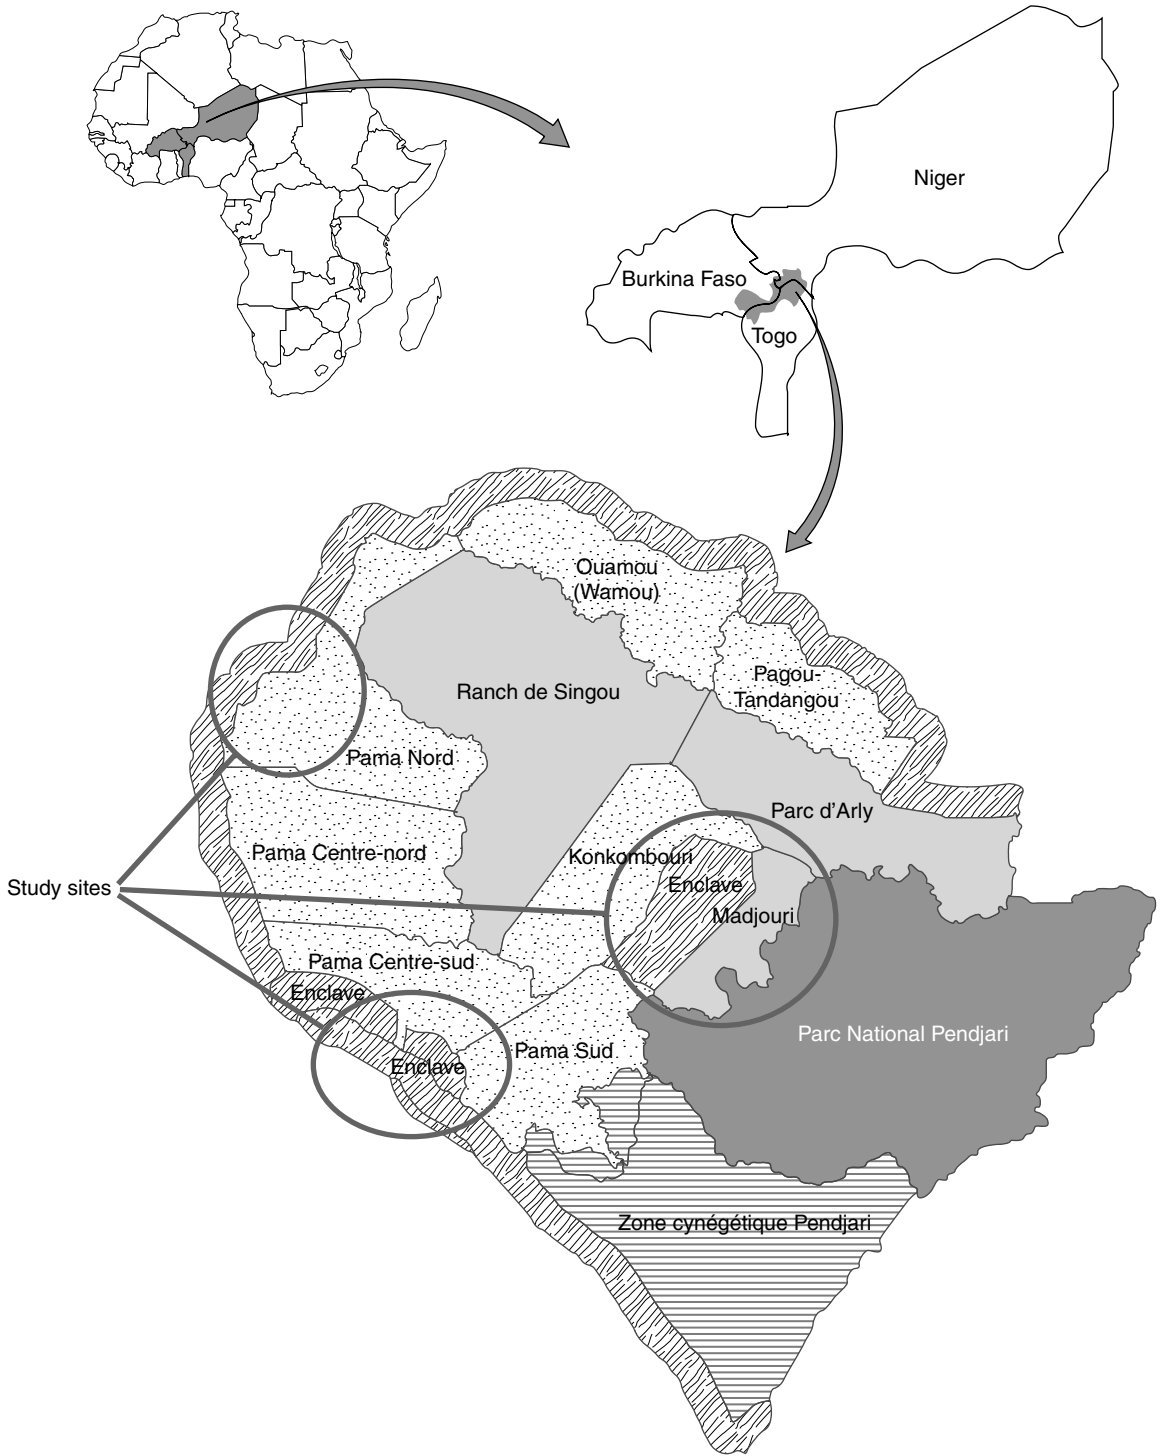 Niger
Burkina Faso
Togo
Ouamou
(Wamou)
Pagou-
Tandangou
Ranch de Singou
Pama Nord
Parc d'Arly
Pama Centre-nord
Konkombouri
Enclave
Study sites
Madjouri
Pama Centre-sud
Enclave
Parc National Pendjari
Pama Sud
Enclave
Zone cynégétique Pendjari